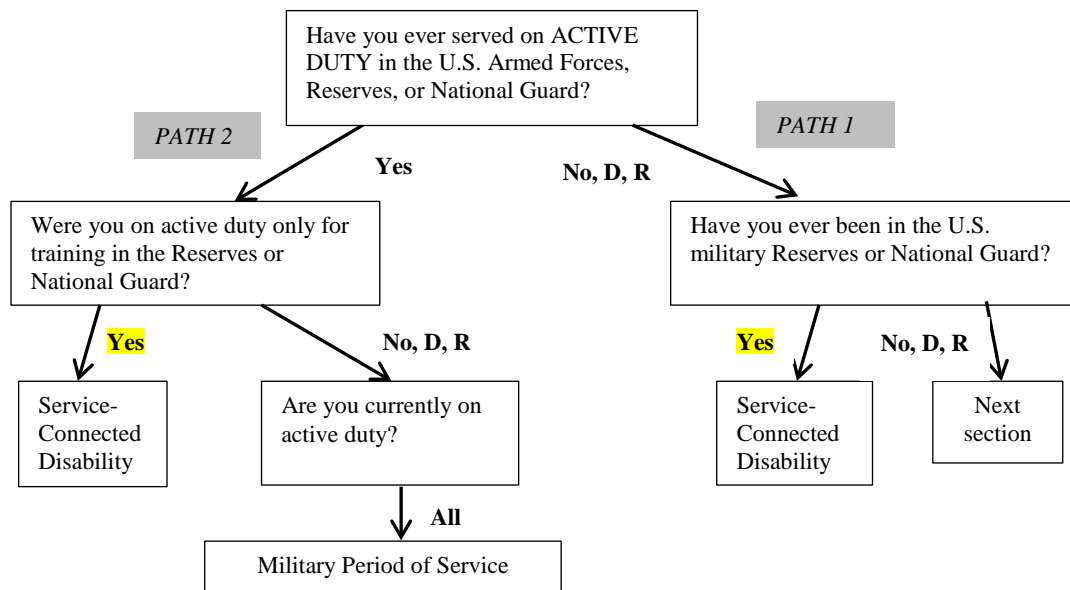 Have you ever served on ACTIVE
DUTY in the U.S. Armed Forces,
Reserves, or National Guard?
PATH 2
PATH 1
Yes
No, D, R
Were you on active duty only for
training in the Reserves or
National Guard?
Have you ever been in the U.S.
military Reserves or National Guard?
Yes
No, D, R
Yes
No, D, R
Service-
Connected
Disability
Are you currently on
active duty?
Service-
Connected
Disability
Next
section
All
Military Period of Service